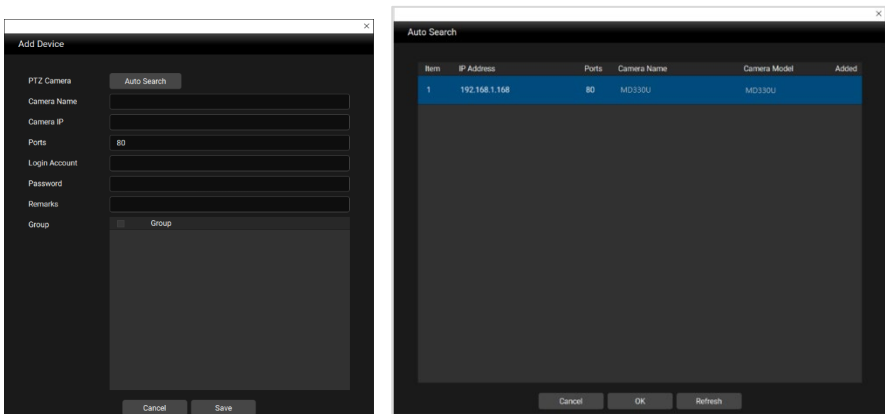 Add Device
PTZ Camera Auto Search
Camera Name
Camera IP
Ports 80
Login Account
Password
Remarks
Group Group
Cancel Save
Auto Search
Item IP Address Ports Camera Name Camera Model Added
1 192.168.1.168 80 MD330U MD330U
Cancel OK Refresh